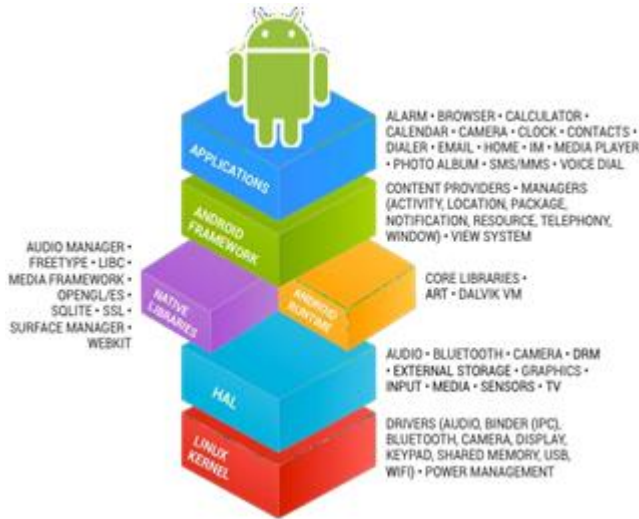 APPLICATIONS
ALARM • BROWSER • CALCULATOR •
CALENDAR • CAMERA • CLOCK • CONTACTS •
DIALER • EMAIL • HOME • IM • MEDIA PLAYER
• PHOTO ALBUM • SMS/MMS • VOICE DIAL
ANDROID
FRAMEWORK
CONTENT PROVIDERS • MANAGERS
(ACTIVITY, LOCATION, PACKAGE,
NOTIFICATION, RESOURCE, TELEPHONY,
WINDOW) • VIEW SYSTEM
AUDIO MANAGER •
FREETYPE • LIBC •
MEDIA FRAMEWORK •
OPENGL/ES •
SQLITE • SSL •
SURFACE MANAGER •
WEBKIT
NATIVE
LIBRARIES
ANDROID
RUNTIME
CORE LIBRARIES •
ART • DALVIK VM
HAL
AUDIO • BLUETOOTH • CAMERA • DRM
• EXTERNAL STORAGE • GRAPHICS •
INPUT • MEDIA • SENSORS • TV
LINUX
KERNEL
DRIVERS (AUDIO, BINDER (IPC),
BLUETOOTH, CAMERA, DISPLAY,
KEYPAD, SHARED MEMORY, USB,
WIFI) • POWER MANAGEMENT